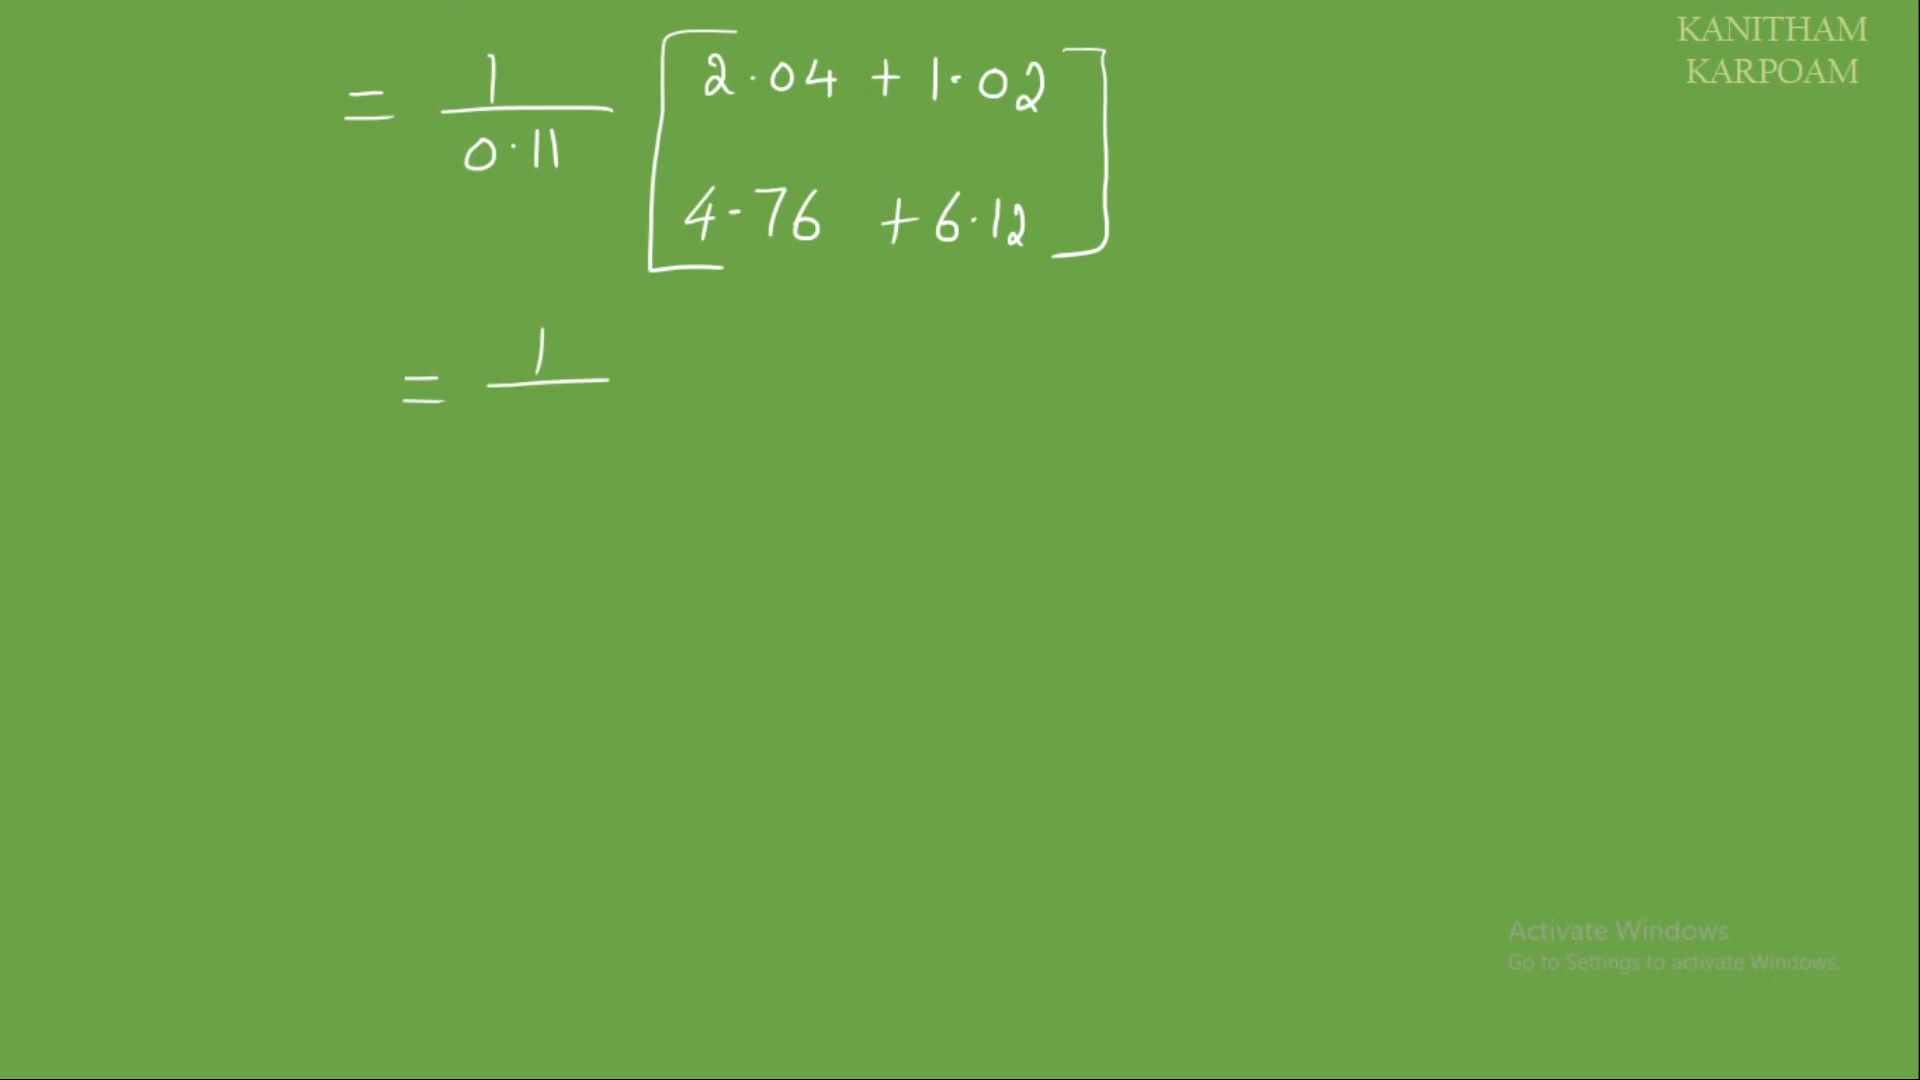 KANITHAM
KARPOAM
= 1/0.11 [2.04 + 1.02
4.76 + 6.12]
= 1
Activate Windows
Go to Settings to activate Windows.